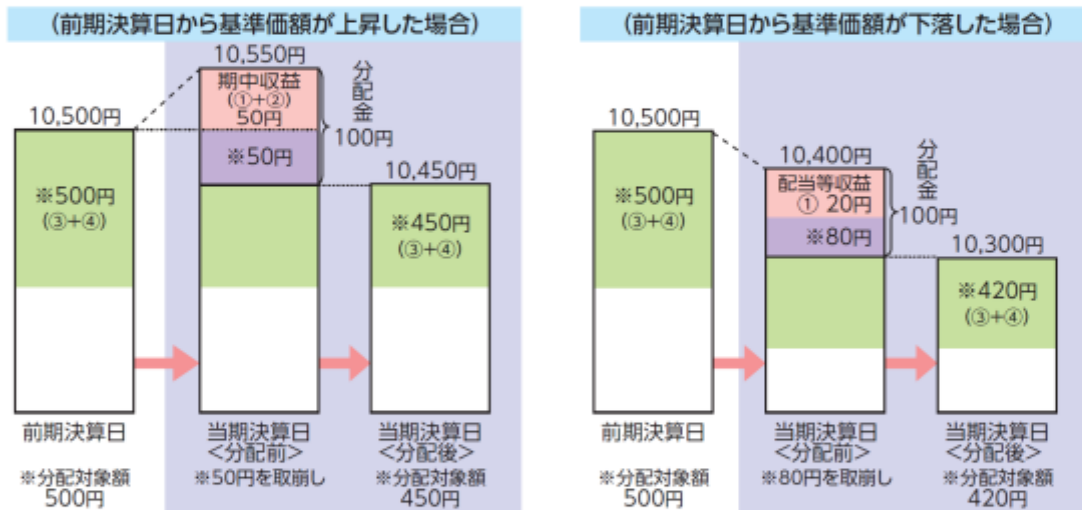 (前期決算日から基準価額が上昇した場合)
10,550円
10,500円
期中収益
(①+②)
50円
※50円
分配金
100円
10,450円
※500円
(③+④)
※450円
(③+④)
前期決算日
当期決算日
<分配前>
当期決算日
<分配後>
※分配対象額
500円
※50円を取崩し
※分配対象額
450円
(前期決算日から基準価額が下落した場合)
10,500円
10,400円
配当等収益
① 20円
※80円
分配金
100円
10,300円
※500円
(③+④)
※420円
(③+④)
前期決算日
当期決算日
<分配前>
当期決算日
<分配後>
※分配対象額
500円
※80円を取崩し
※分配対象額
420円